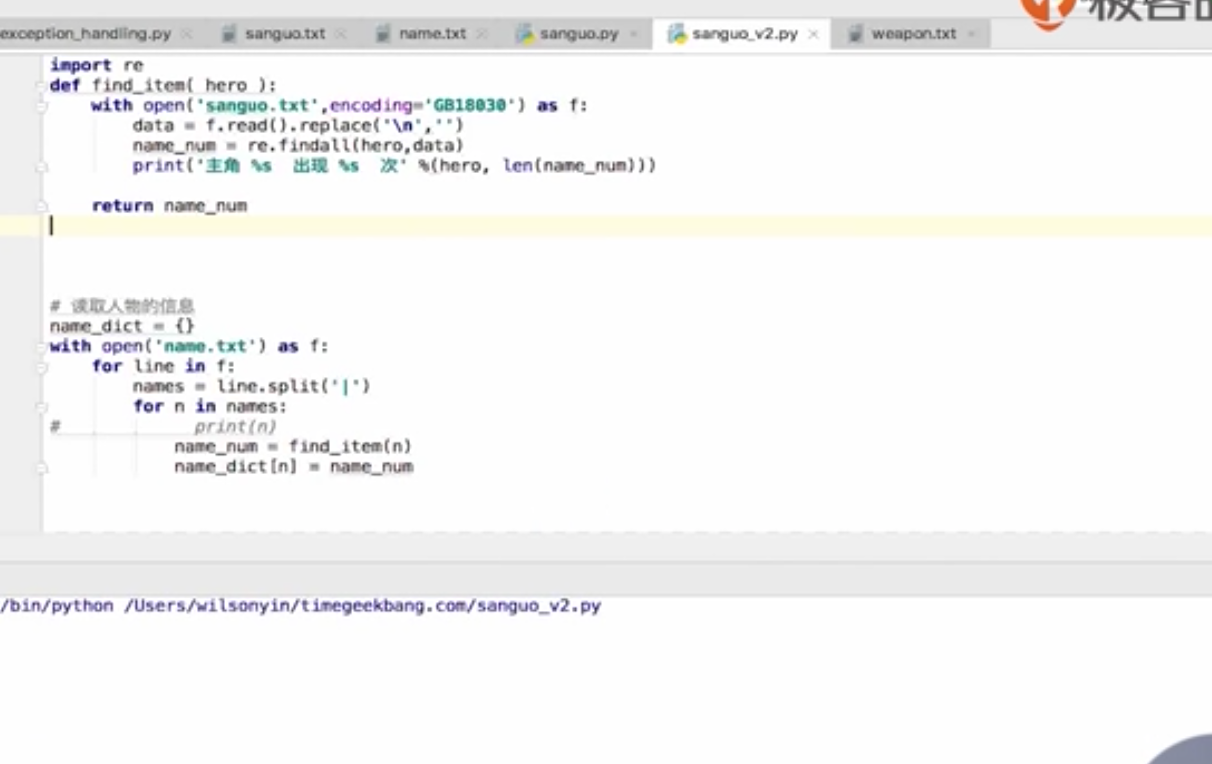 exception_handling.py
sanguo.txt
name.txt
sanguo.py
sanguo_v2.py
weapon.txt
import re
def find_item( hero ):
    with open('sanguo.txt',encoding='GB18030') as f:
        data = f.read().replace('\n','')
        name_num = re.findall(hero,data)
        print('主角 %s  出现 %s  次' %(hero, len(name_num)))
    return name_num
# 读取人物的信息
name_dict = {}
with open('name.txt') as f:
    for line in f:
        names = line.split('|')
        for n in names:
#             print(n)
            name_num = find_item(n)
            name_dict[n] = name_num
/bin/python /Users/wilsonyin/timegeekbang.com/sanguo_v2.py